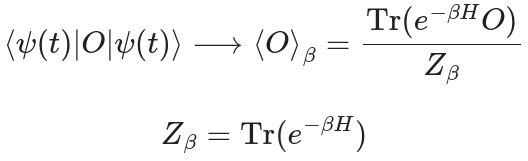 ⟨ψ(t)|O|ψ(t)⟩ ⟶ ⟨O⟩_β = Tr(e^{−βH}O) / Z_β
Z_β = Tr(e^{−βH})